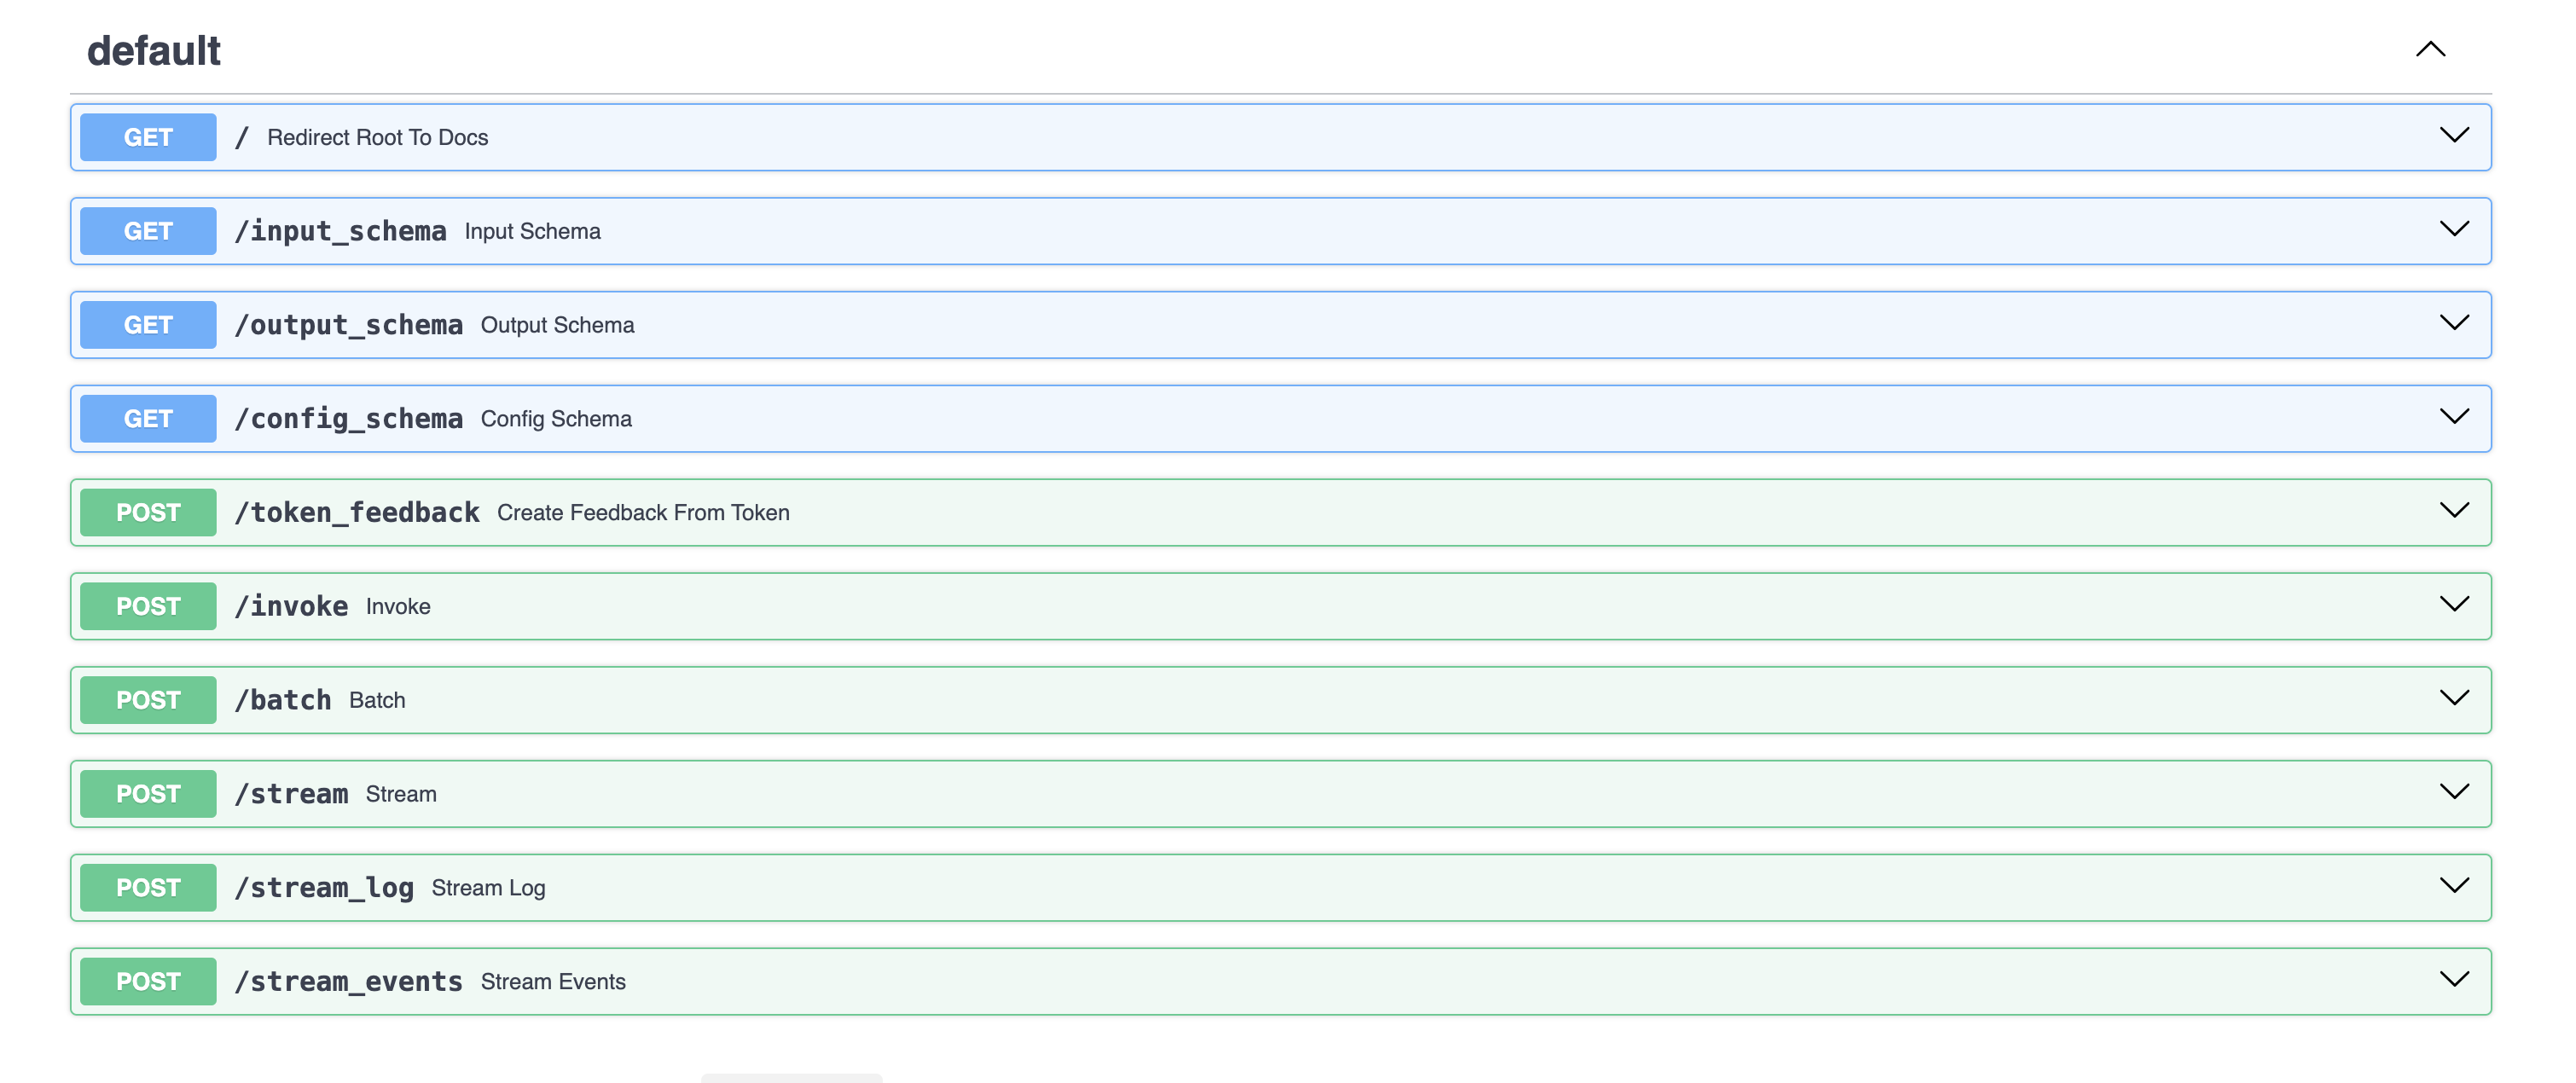 default
GET / Redirect Root To Docs
GET /input_schema Input Schema
GET /output_schema Output Schema
GET /config_schema Config Schema
POST /token_feedback Create Feedback From Token
POST /invoke Invoke
POST /batch Batch
POST /stream Stream
POST /stream_log Stream Log
POST /stream_events Stream Events